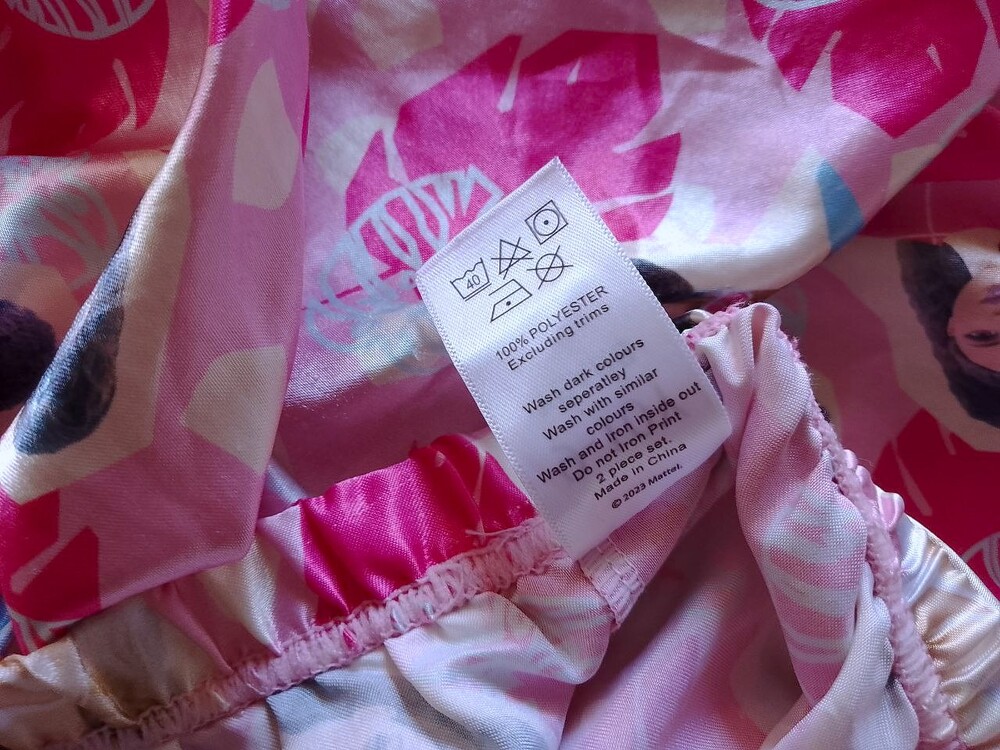 40
100% POLYESTER
Excluding trims
Wash dark colours
seperatley
Wash with similar
colours
Wash and Iron inside out
Do not Iron Print
2 piece set.
Made in China
© 2023 Mattel.